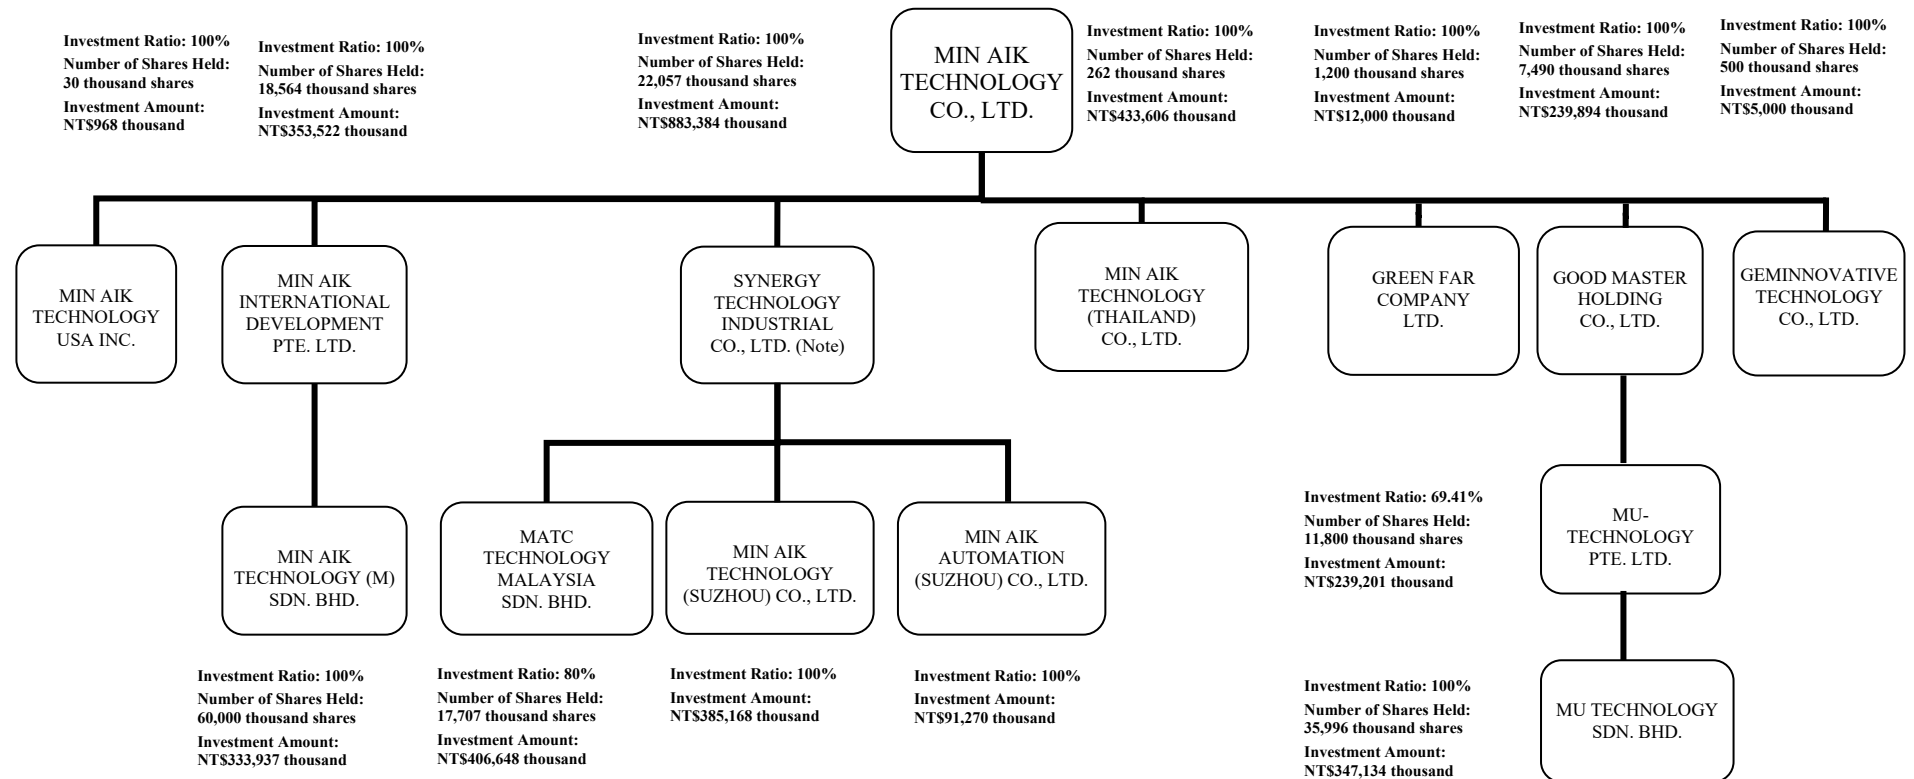 Investment Ratio: 100%
Number of Shares Held:
30 thousand shares
Investment Amount:
NT$968 thousand
Investment Ratio: 100%
Number of Shares Held:
18,564 thousand shares
Investment Amount:
NT$353,522 thousand
Investment Ratio: 100%
Number of Shares Held:
22,057 thousand shares
Investment Amount:
NT$883,384 thousand
MIN AIK
TECHNOLOGY
CO., LTD.
Investment Ratio: 100%
Number of Shares Held:
262 thousand shares
Investment Amount:
NT$433,606 thousand
Investment Ratio: 100%
Number of Shares Held:
1,200 thousand shares
Investment Amount:
NT$12,000 thousand
Investment Ratio: 100%
Number of Shares Held:
7,490 thousand shares
Investment Amount:
NT$239,894 thousand
Investment Ratio: 100%
Number of Shares Held:
500 thousand shares
Investment Amount:
NT$5,000 thousand
MIN AIK
TECHNOLOGY
USA INC.
MIN AIK
INTERNATIONAL
DEVELOPMENT
PTE. LTD.
SYNERGY
TECHNOLOGY
INDUSTRIAL
CO., LTD. (Note)
MIN AIK
TECHNOLOGY
(THAILAND)
CO., LTD.
GREEN FAR
COMPANY
LTD.
GOOD MASTER
HOLDING
CO., LTD.
GEMINNOVATIVE
TECHNOLOGY
CO., LTD.
MIN AIK
TECHNOLOGY (M)
SDN. BHD.
MATC
TECHNOLOGY
MALAYSIA
SDN. BHD.
MIN AIK
TECHNOLOGY
(SUZHOU) CO., LTD.
MIN AIK
AUTOMATION
(SUZHOU) CO., LTD.
Investment Ratio: 69.41%
Number of Shares Held:
11,800 thousand shares
Investment Amount:
NT$239,201 thousand
MU-
TECHNOLOGY
PTE. LTD.
Investment Ratio: 100%
Number of Shares Held:
60,000 thousand shares
Investment Amount:
NT$333,937 thousand
Investment Ratio: 80%
Number of Shares Held:
17,707 thousand shares
Investment Amount:
NT$406,648 thousand
Investment Ratio: 100%
Investment Amount:
NT$385,168 thousand
Investment Ratio: 100%
Investment Amount:
NT$91,270 thousand
Investment Ratio: 100%
Number of Shares Held:
35,996 thousand shares
Investment Amount:
NT$347,134 thousand
MU TECHNOLOGY
SDN. BHD.